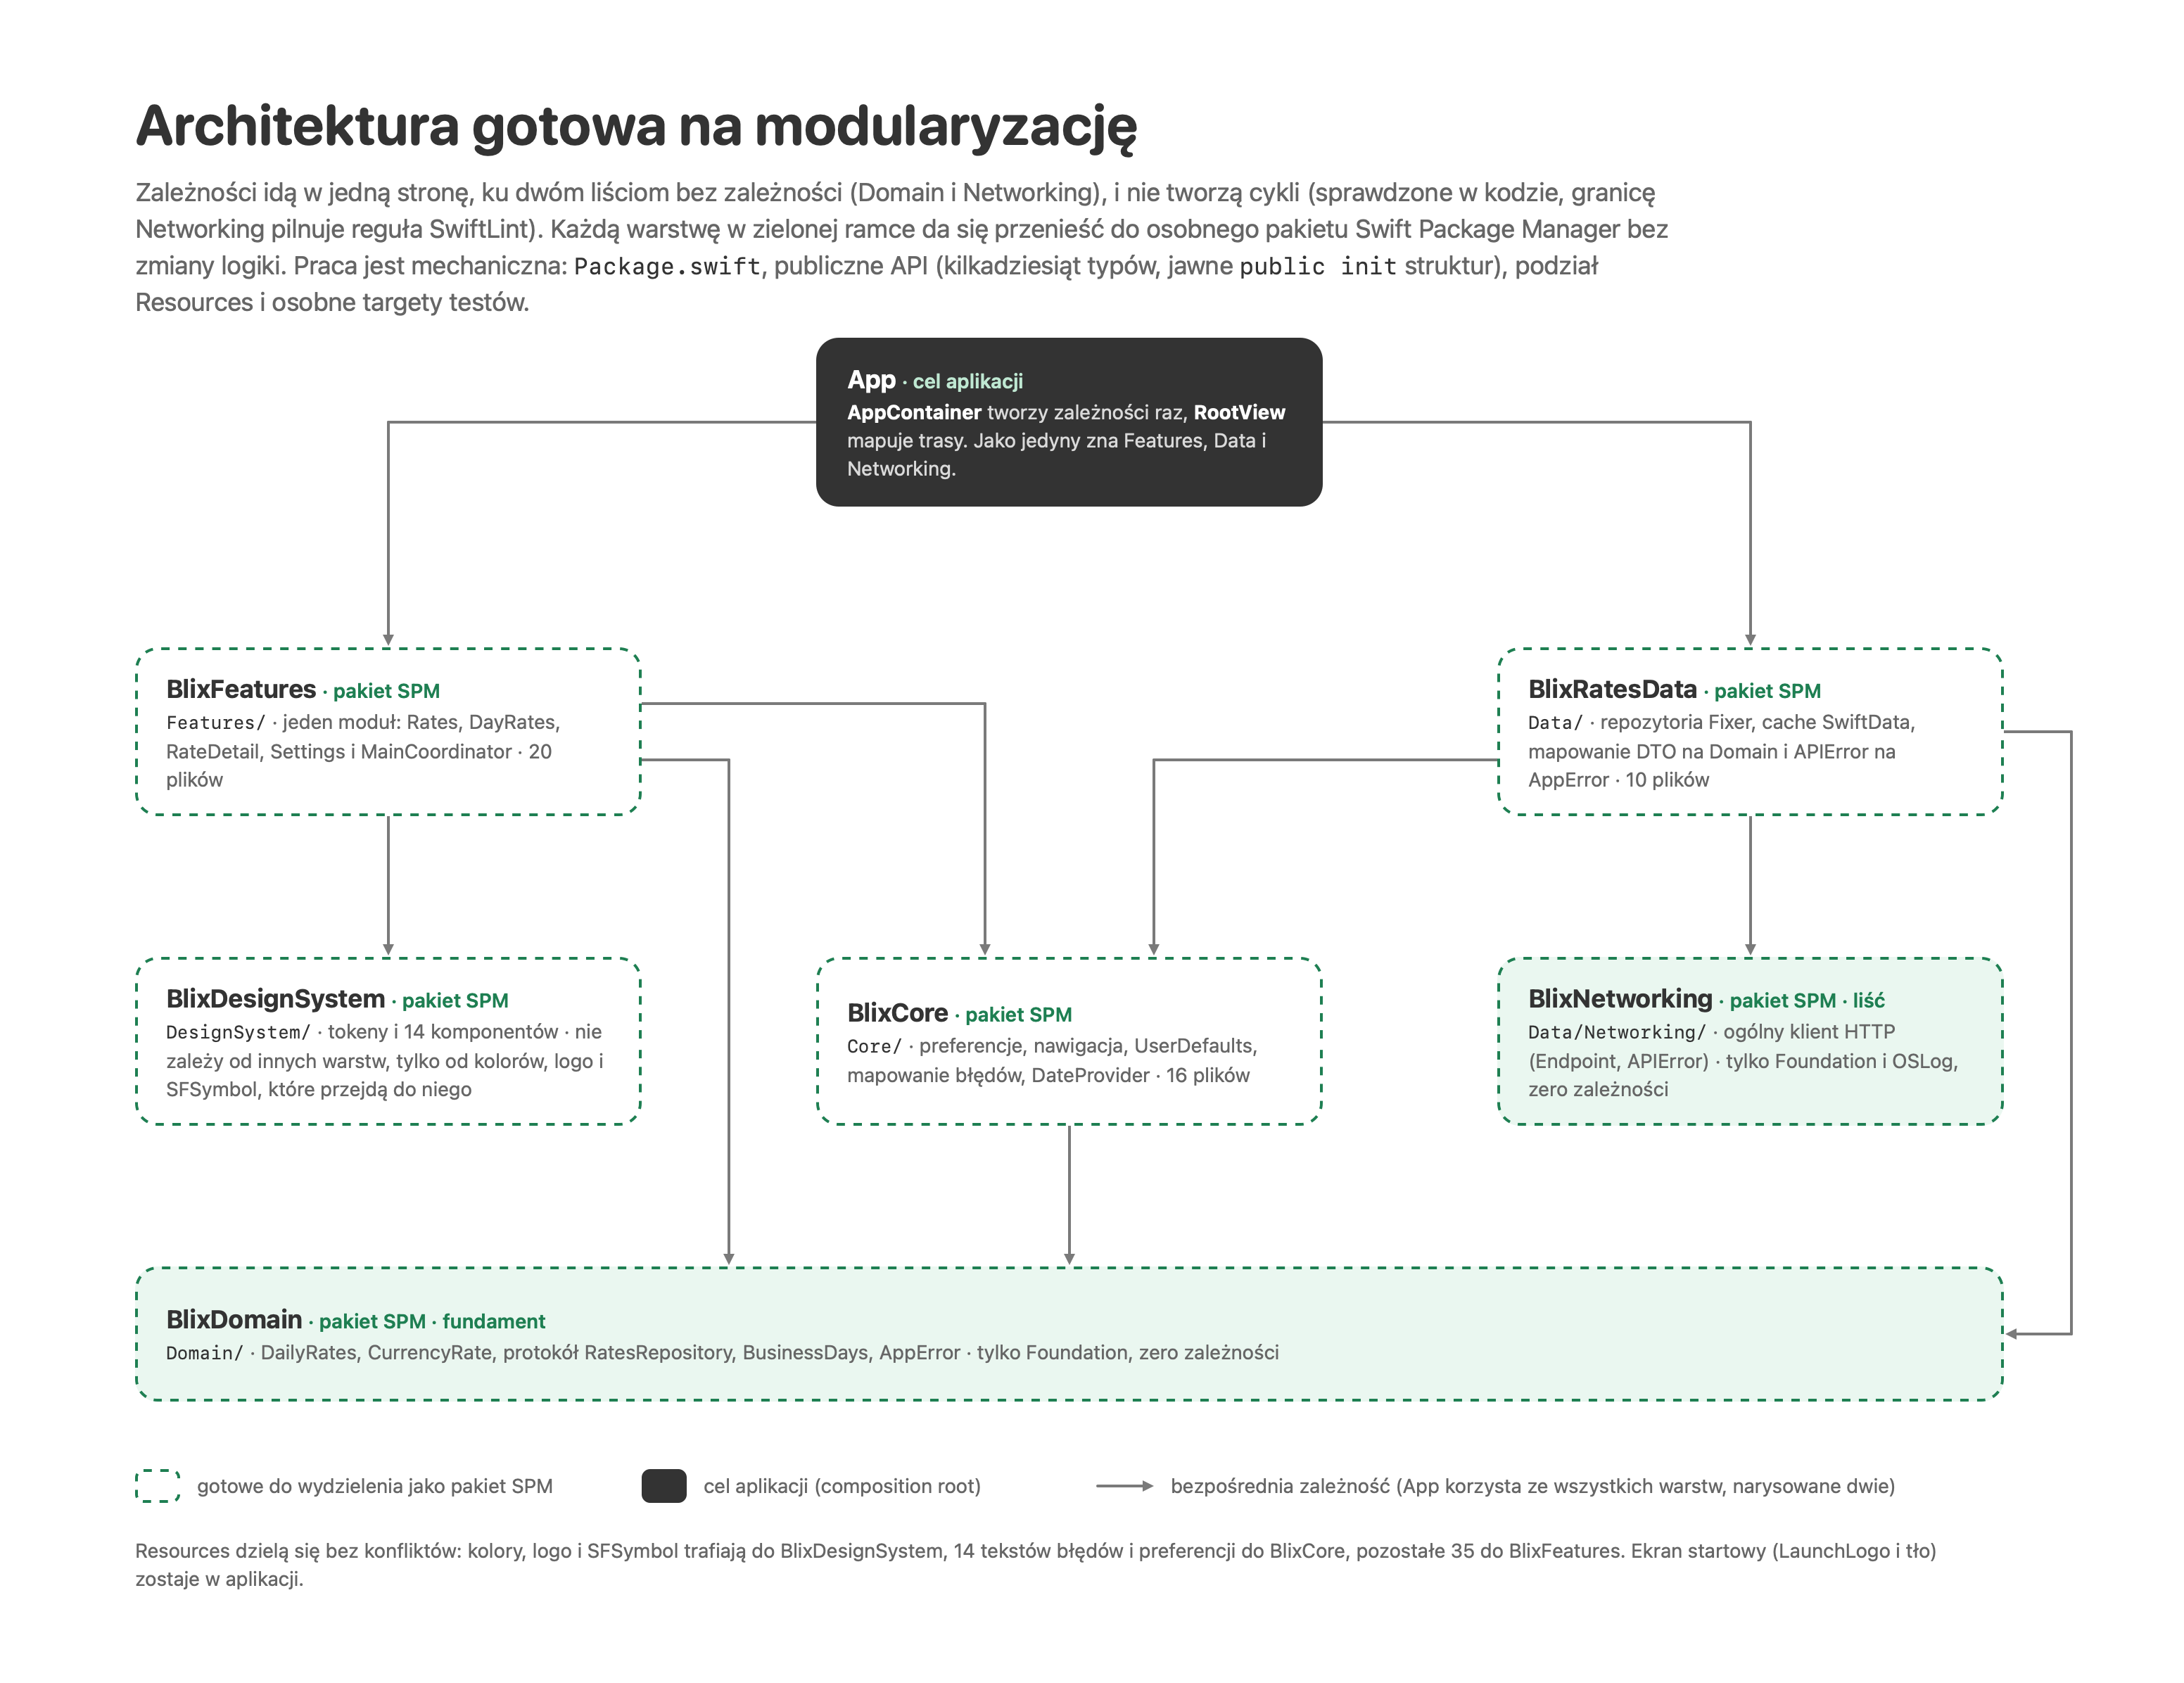 Architektura gotowa na modularyzację
Zależności idą w jedną stronę, ku dwóm liściom bez zależności (Domain i Networking), i nie tworzą cykli (sprawdzone w kodzie, granicę
Networking pilnuje reguła SwiftLint). Każdą warstwę w zielonej ramce da się przenieść do osobnego pakietu Swift Package Manager bez
zmiany logiki. Praca jest mechaniczna: Package.swift, publiczne API (kilkadziesiąt typów, jawne public init struktur), podział
Resources i osobne targety testów.
App · cel aplikacji
AppContainer tworzy zależności raz, RootView
mapuje trasy. Jako jedyny zna Features, Data i
Networking.
BlixFeatures · pakiet SPM
Features/ · jeden moduł: Rates, DayRates,
RateDetail, Settings i MainCoordinator · 20
plików
BlixRatesData · pakiet SPM
Data/ · repozytoria Fixer, cache SwiftData,
mapowanie DTO na Domain i APIError na
AppError · 10 plików
BlixDesignSystem · pakiet SPM
DesignSystem/ · tokeny i 14 komponentów · nie
zależy od innych warstw, tylko od kolorów, logo i
SFSymbol, które przejdą do niego
BlixCore · pakiet SPM
Core/ · preferencje, nawigacja, UserDefaults,
mapowanie błędów, DateProvider · 16 plików
BlixNetworking · pakiet SPM · liść
Data/Networking/ · ogólny klient HTTP
(Endpoint, APIError) · tylko Foundation i OSLog,
zero zależności
BlixDomain · pakiet SPM · fundament
Domain/ · DailyRates, CurrencyRate, protokół RatesRepository, BusinessDays, AppError · tylko Foundation, zero zależności
gotowe do wydzielenia jako pakiet SPM
cel aplikacji (composition root)
bezpośrednia zależność (App korzysta ze wszystkich warstw, narysowane dwie)
Resources dzielą się bez konfliktów: kolory, logo i SFSymbol trafiają do BlixDesignSystem, 14 tekstów błędów i preferencji do BlixCore, pozostałe 35 do BlixFeatures. Ekran startowy (LaunchLogo i tło)
zostaje w aplikacji.